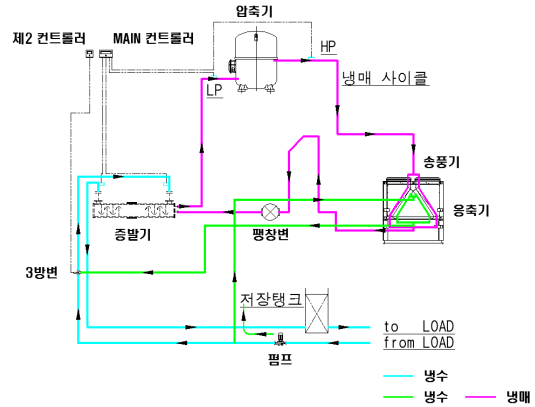 압축기
제2 컨트롤러 MAIN 컨트롤러
HP
냉매 사이클
LP
송풍기
응축기
증발기
팽창변
3방변
저장탱크
to LOAD
from LOAD
펌프
냉수
냉수 냉매